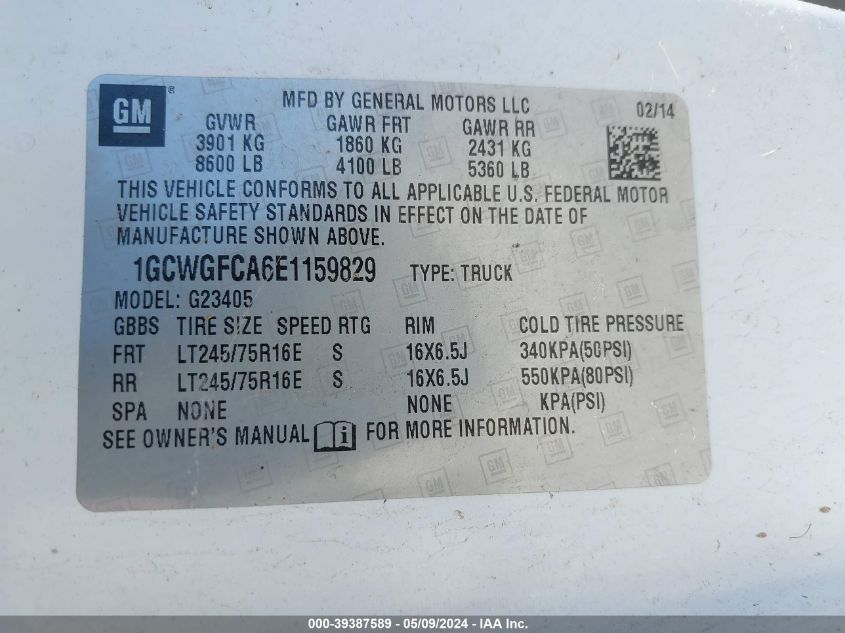 GM ®
MFD BY GENERAL MOTORS LLC
02/14
GVWR GAWR FRT GAWR RR
3901 KG 1860 KG 2431 KG
8600 LB 4100 LB 5360 LB
THIS VEHICLE CONFORMS TO ALL APPLICABLE U.S. FEDERAL MOTOR
VEHICLE SAFETY STANDARDS IN EFFECT ON THE DATE OF
MANUFACTURE SHOWN ABOVE.
1GCWGFCA6E1159829 TYPE: TRUCK
MODEL: G23405
GBBS TIRE SIZE SPEED RTG RIM COLD TIRE PRESSURE
FRT LT245/75R16E S 16X6.5J 340KPA(50PSI)
RR LT245/75R16E S 16X6.5J 550KPA(80PSI)
SPA NONE NONE KPA(PSI)
SEE OWNER'S MANUAL i FOR MORE INFORMATION.
000-39387589 - 05/09/2024 - IAA Inc.